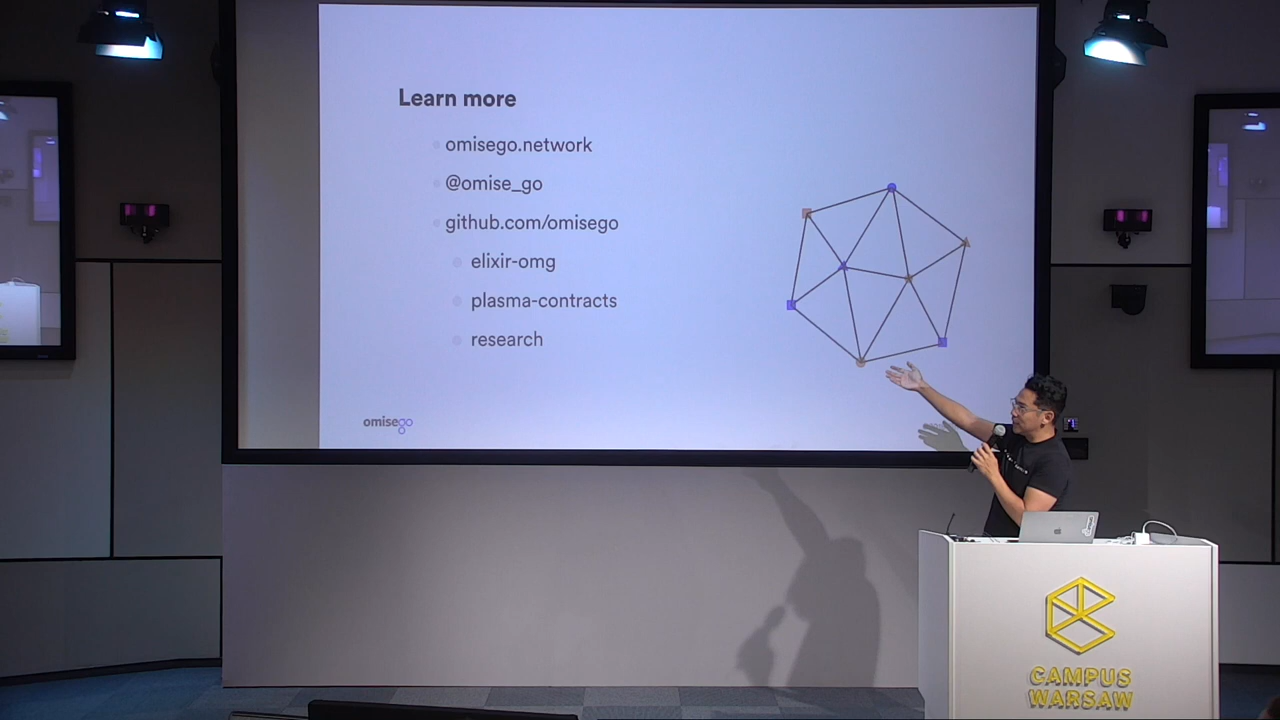 Learn more
omisego.network
@omise_go
github.com/omisego
elixir-omg
plasma-contracts
research
omisego
CAMPUS
WARSAW